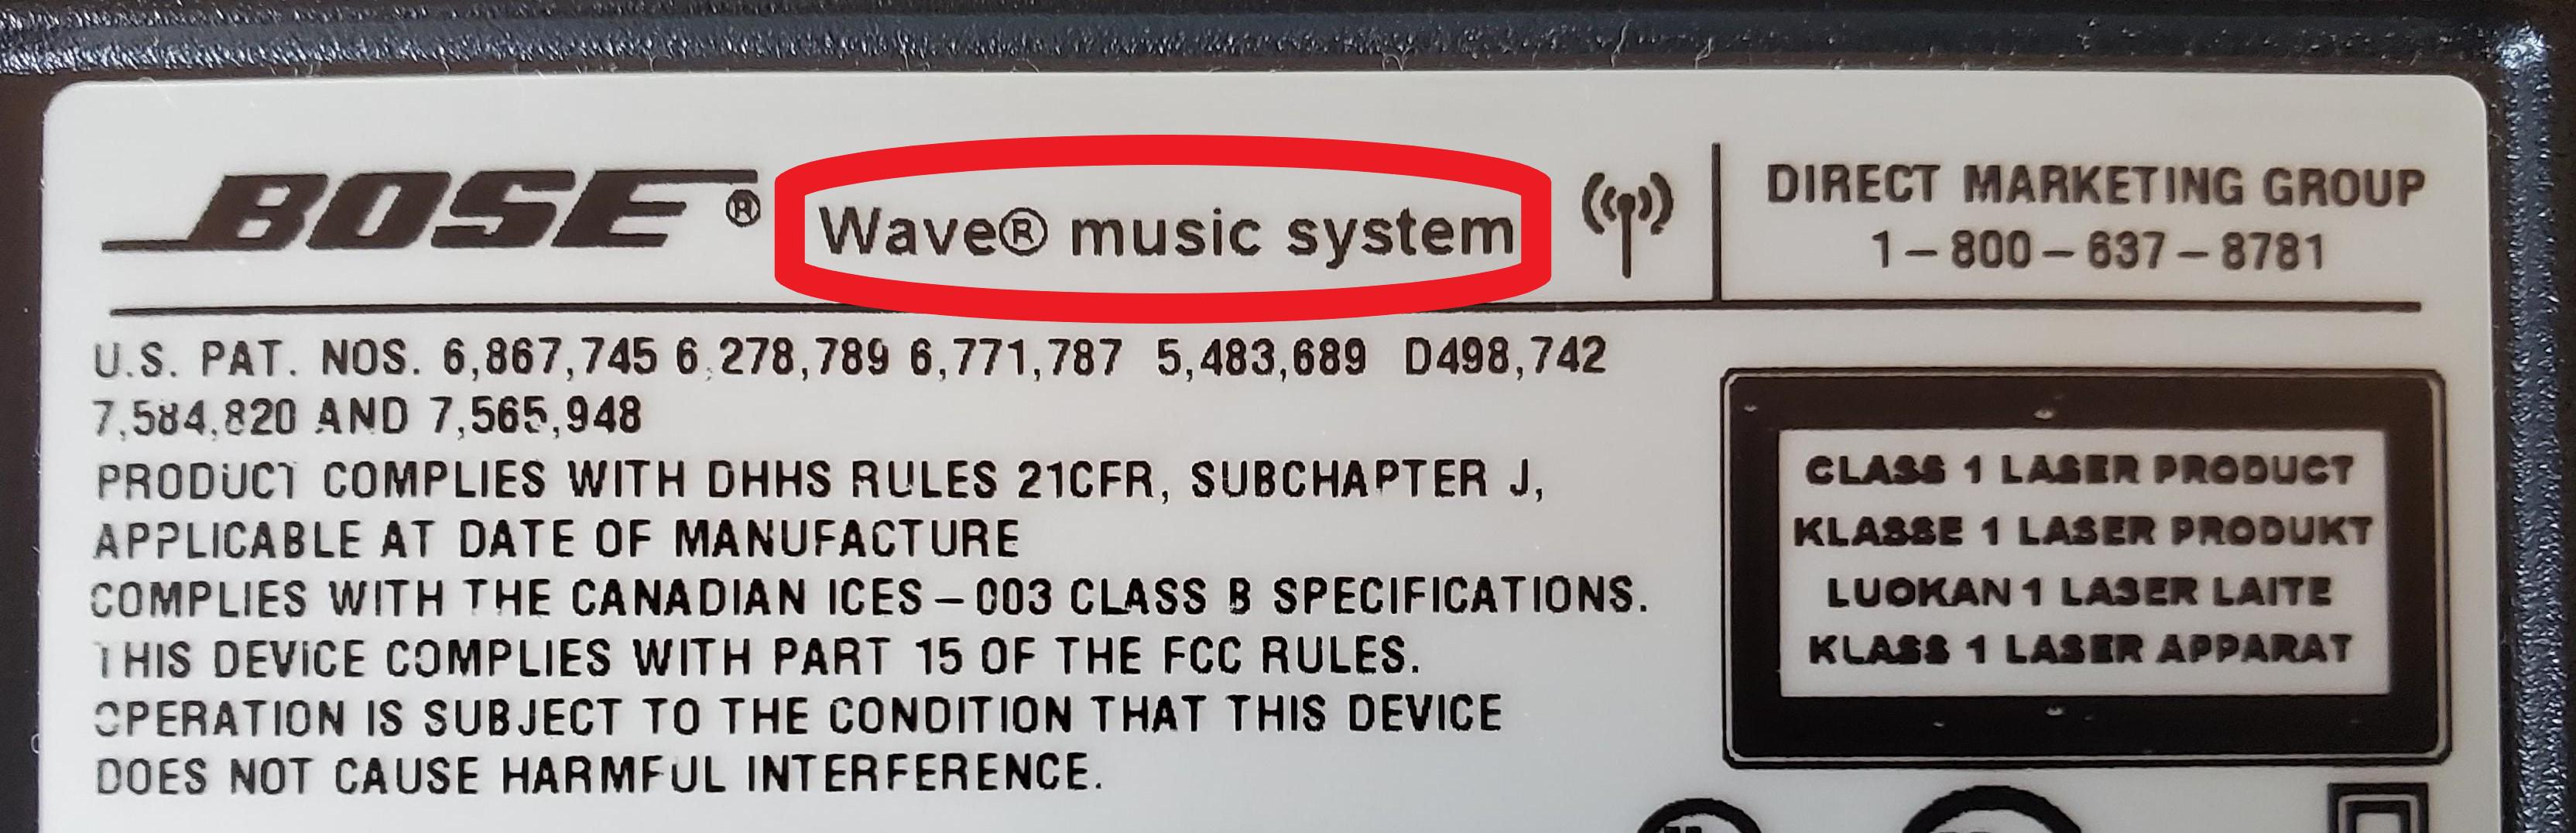 BOSE® Wave® music system
DIRECT MARKETING GROUP
1-800-637-8781
U.S. PAT. NOS. 6,867,745 6,278,789 6,771,787 5,483,689 D498,742
7,584,820 AND 7,565,948
PRODUCT COMPLIES WITH DHHS RULES 21CFR, SUBCHAPTER J,
APPLICABLE AT DATE OF MANUFACTURE
COMPLIES WITH THE CANADIAN ICES-003 CLASS B SPECIFICATIONS.
THIS DEVICE COMPLIES WITH PART 15 OF THE FCC RULES.
OPERATION IS SUBJECT TO THE CONDITION THAT THIS DEVICE
DOES NOT CAUSE HARMFUL INTERFERENCE.
CLASS 1 LASER PRODUCT
KLASSE 1 LASER PRODUKT
LUOKAN 1 LASER LAITE
KLASS 1 LASER APPARAT